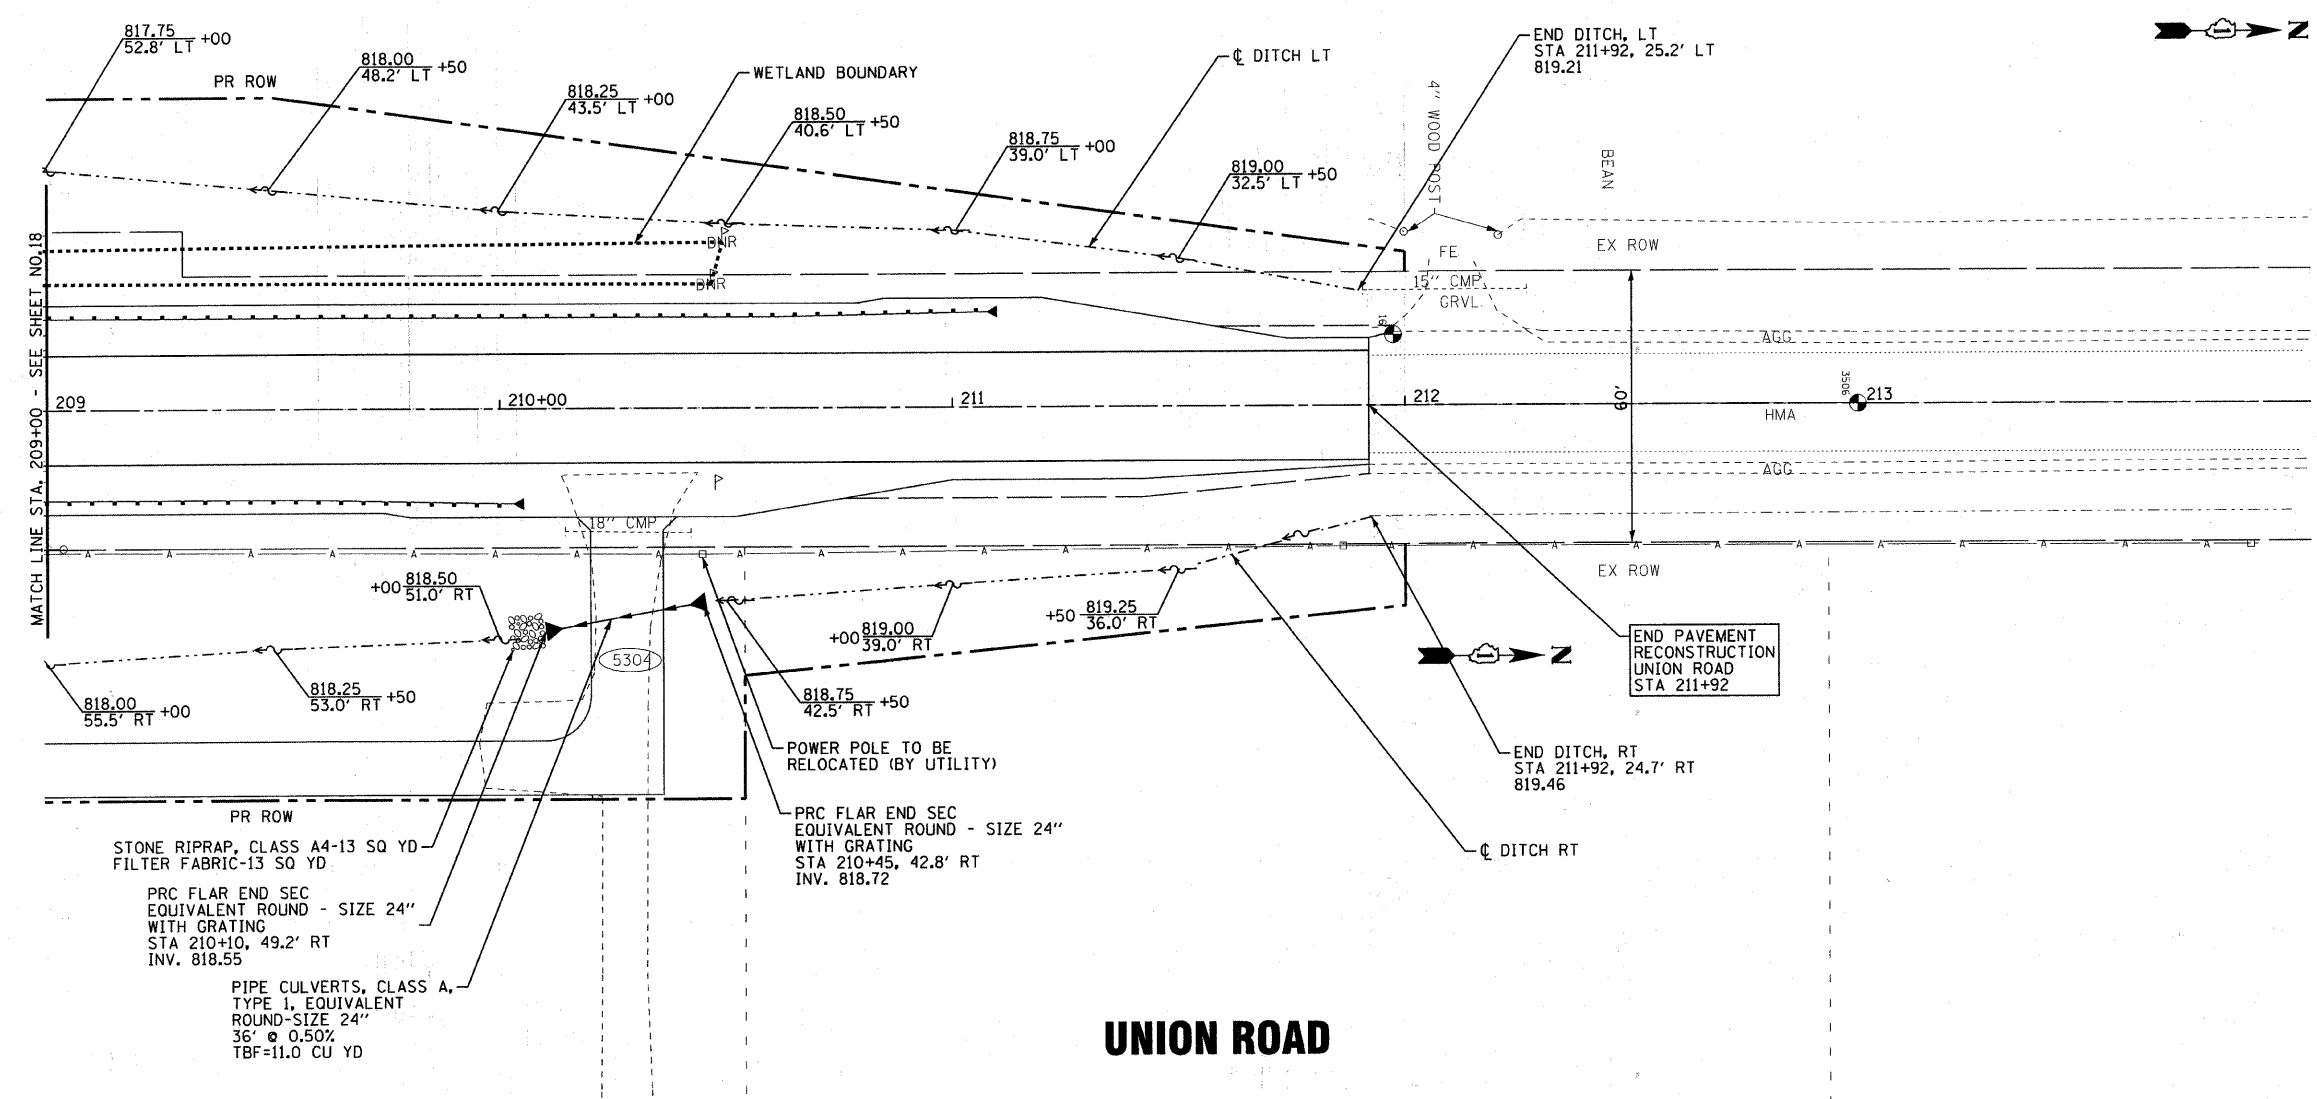 817.75
52.8' LT +00
818.00
48.2' LT +50
PR ROW
818.25
43.5' LT +00
WETLAND BOUNDARY
818.50
40.6' LT +50
818.75
39.0' LT +00
℄ DITCH LT
819.00
32.5' LT +50
END DITCH, LT
STA 211+92, 25.2' LT
819.21
4" WOOD POST
BEAN
N
DNR
DNR
FE
EX ROW
15" CMP
GRVL
16
AGG
MATCH LINE STA. 209+00 - SEE SHEET NO. 18
209
210+00
211
212
60'
3506
213
HMA
AGG
P
18" CMP
A A A A A A A A A A A A A A A A A A A A A A A A A A A
EX ROW
+00 818.50
51.0' RT
5304
+00 819.00
39.0' RT
+50 819.25
36.0' RT
N
END PAVEMENT
RECONSTRUCTION
UNION ROAD
STA 211+92
818.00
55.5' RT +00
818.25
53.0' RT +50
818.75
42.5' RT +50
POWER POLE TO BE
RELOCATED (BY UTILITY)
END DITCH, RT
STA 211+92, 24.7' RT
819.46
PR ROW
PRC FLAR END SEC
EQUIVALENT ROUND - SIZE 24"
WITH GRATING
STA 210+45, 42.8' RT
INV. 818.72
℄ DITCH RT
STONE RIPRAP, CLASS A4-13 SQ YD
FILTER FABRIC-13 SQ YD
PRC FLAR END SEC
EQUIVALENT ROUND - SIZE 24"
WITH GRATING
STA 210+10, 49.2' RT
INV. 818.55
PIPE CULVERTS, CLASS A,
TYPE 1, EQUIVALENT
ROUND-SIZE 24"
36' @ 0.50%
TBF=11.0 CU YD
UNION ROAD